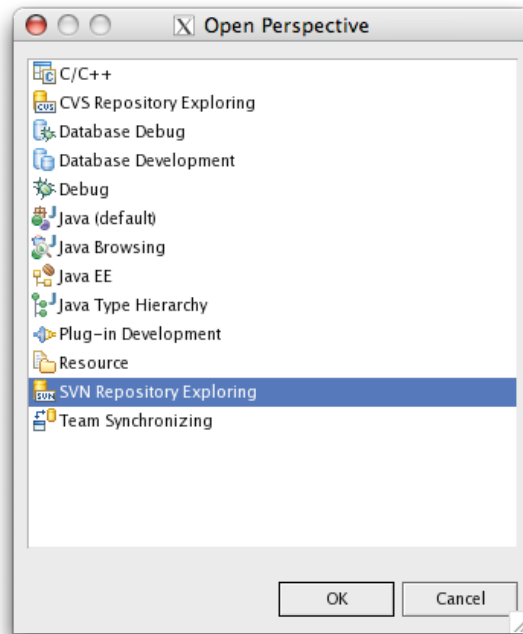 X Open Perspective
C/C++
CVS Repository Exploring
Database Debug
Database Development
Debug
Java (default)
Java Browsing
Java EE
Java Type Hierarchy
Plug-in Development
Resource
SVN Repository Exploring
Team Synchronizing
OK Cancel